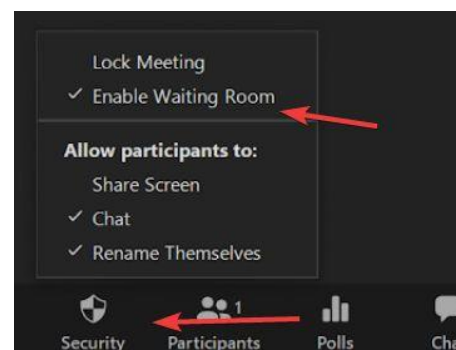 Lock Meeting
✓ Enable Waiting Room
Allow participants to:
Share Screen
✓ Chat
✓ Rename Themselves
1
Security Participants Polls